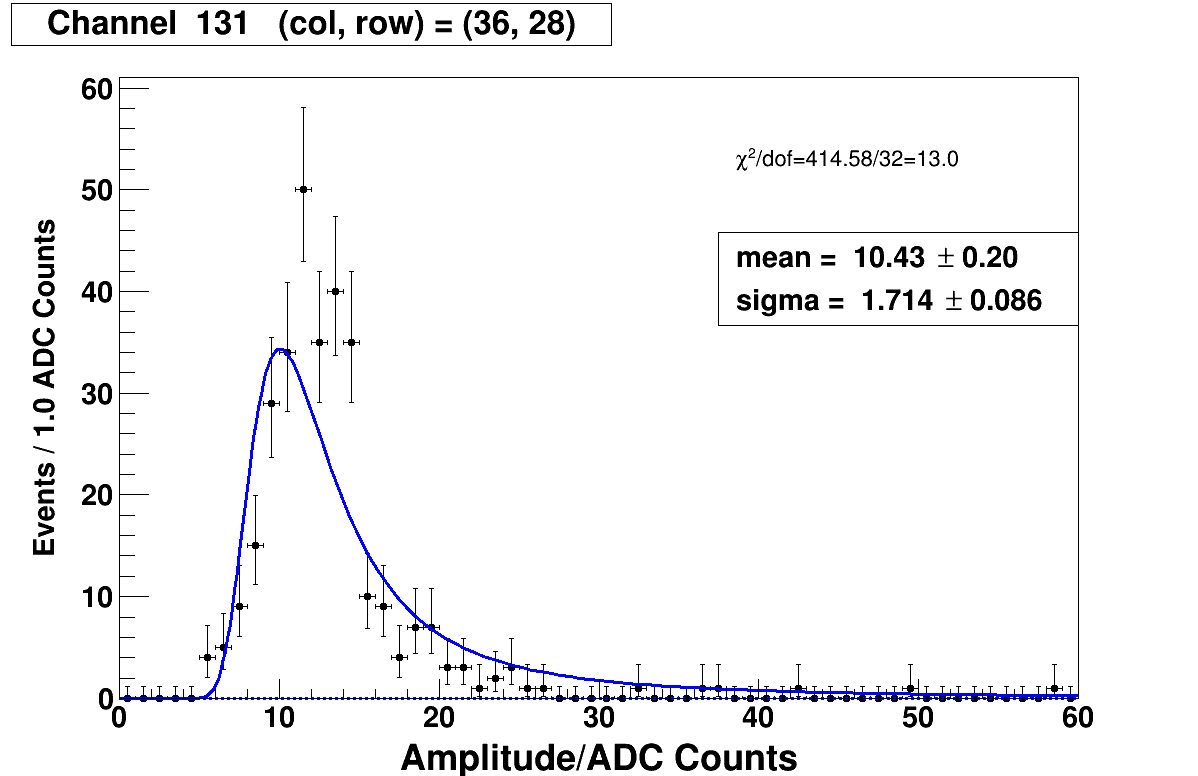 Channel 131 (col, row) = (36, 28)
60
50
40
30
20
10
0
Events / 1.0 ADC Counts
χ²/dof=414.58/32=13.0
mean = 10.43 ± 0.20
sigma = 1.714 ± 0.086
0 10 20 30 40 50 60
Amplitude/ADC Counts